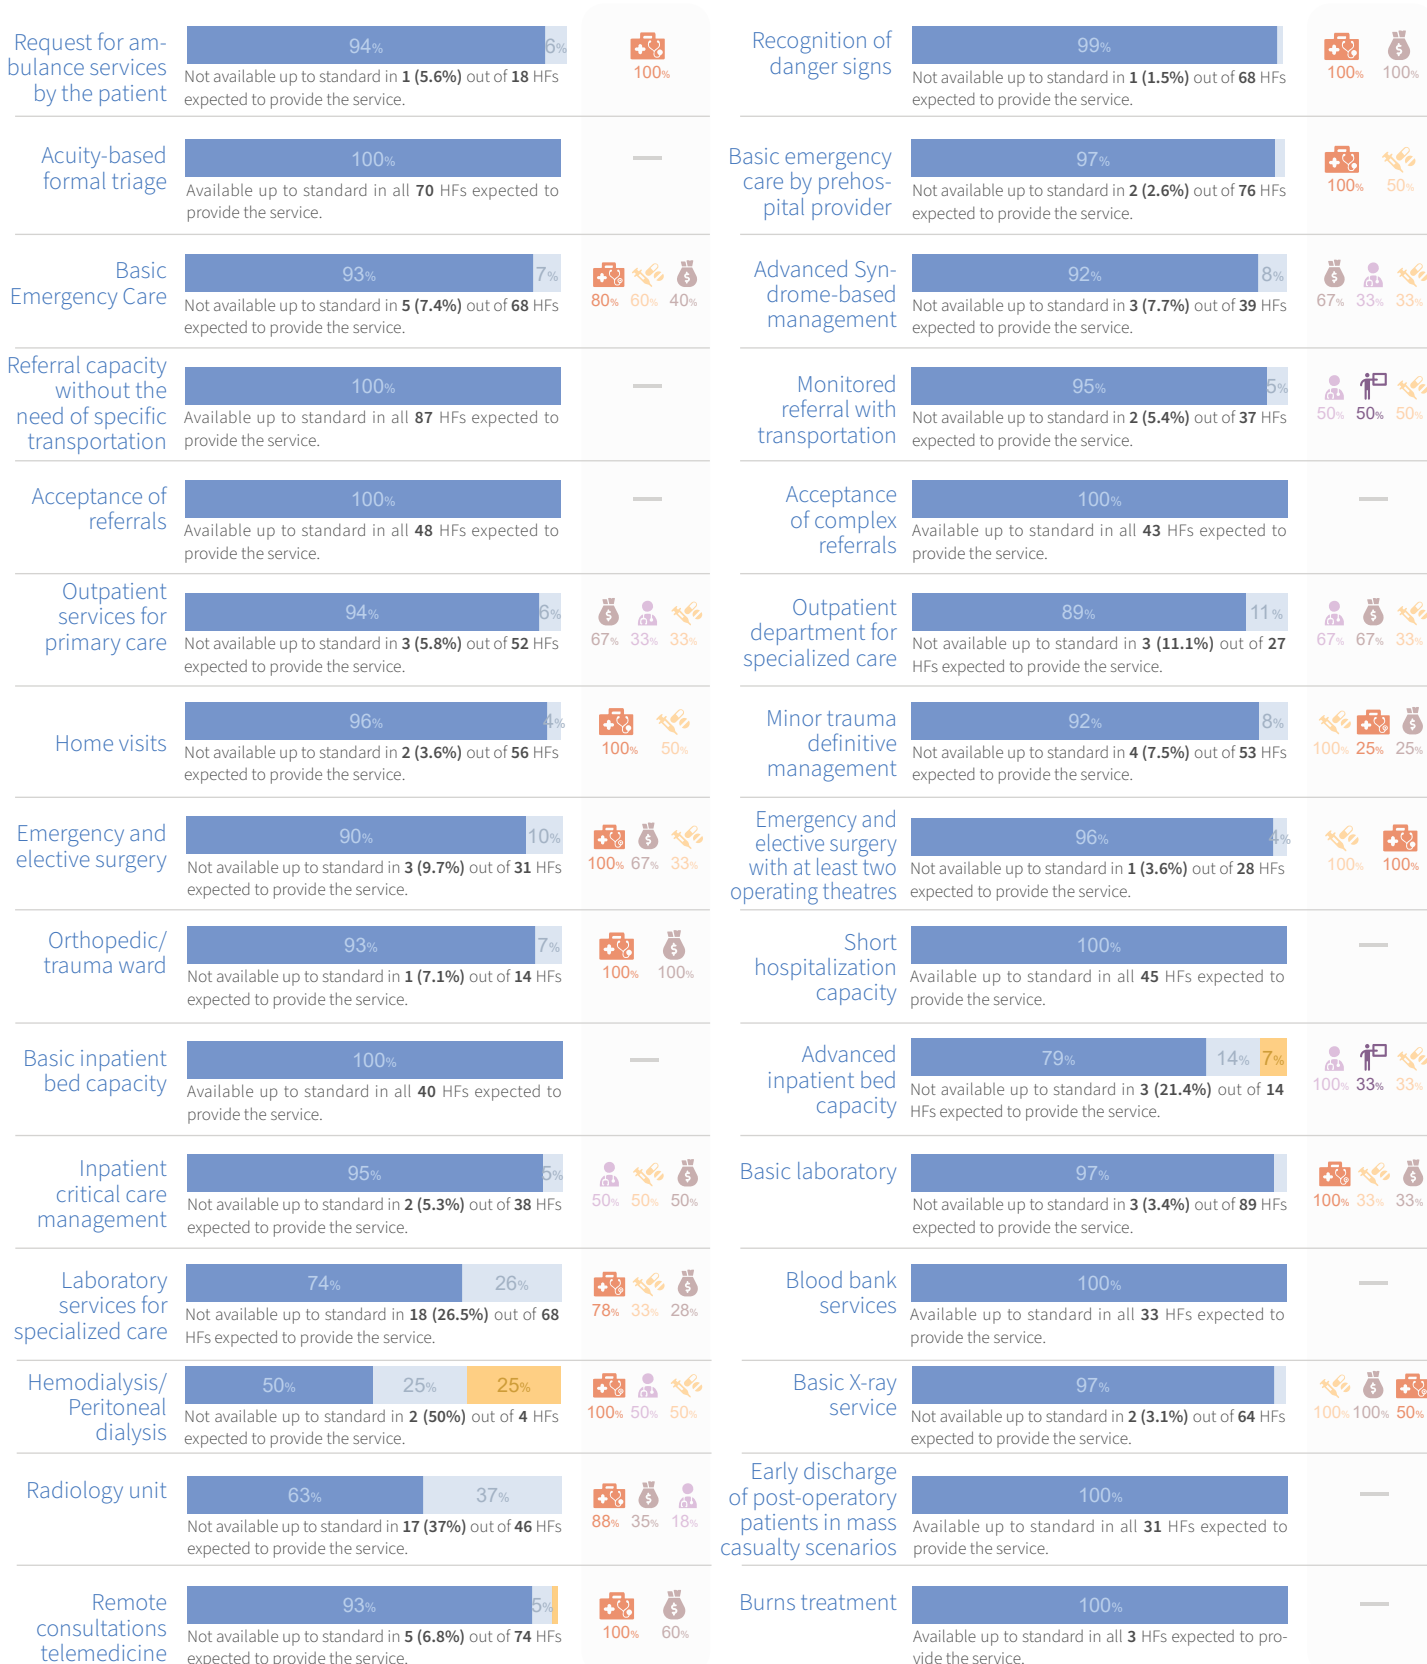 Request for am-
bulance services
by the patient
94%
6%
Not available up to standard in 1 (5.6%) out of 18 HFs
expected to provide the service.
100%
Recognition of
danger signs
99%
Not available up to standard in 1 (1.5%) out of 68 HFs
expected to provide the service.
100% 100%
Acuity-based
formal triage
100%
Available up to standard in all 70 HFs expected to
provide the service.
Basic emergency
care by prehos-
pital provider
97%
Not available up to standard in 2 (2.6%) out of 76 HFs
expected to provide the service.
100% 50%
Basic
Emergency Care
93%
7%
Not available up to standard in 5 (7.4%) out of 68 HFs
expected to provide the service.
80% 60% 40%
Advanced Syn-
drome-based
management
92%
8%
Not available up to standard in 3 (7.7%) out of 39 HFs
expected to provide the service.
67% 33% 33%
Referral capacity
without the
need of specific
transportation
100%
Available up to standard in all 87 HFs expected to
provide the service.
Monitored
referral with
transportation
95%
5%
Not available up to standard in 2 (5.4%) out of 37 HFs
expected to provide the service.
50% 50% 50%
Acceptance of
referrals
100%
Available up to standard in all 48 HFs expected to
provide the service.
Acceptance
of complex
referrals
100%
Available up to standard in all 43 HFs expected to
provide the service.
Outpatient
services for
primary care
94%
6%
Not available up to standard in 3 (5.8%) out of 52 HFs
expected to provide the service.
67% 33% 33%
Outpatient
department for
specialized care
89%
11%
Not available up to standard in 3 (11.1%) out of 27
HFs expected to provide the service.
67% 67% 33%
Home visits
96%
4%
Not available up to standard in 2 (3.6%) out of 56 HFs
expected to provide the service.
100% 50%
Minor trauma
definitive
management
92%
8%
Not available up to standard in 4 (7.5%) out of 53 HFs
expected to provide the service.
100% 25% 25%
Emergency and
elective surgery
90%
10%
Not available up to standard in 3 (9.7%) out of 31 HFs
expected to provide the service.
100% 67% 33%
Emergency and
elective surgery
with at least two
operating theatres
96%
4%
Not available up to standard in 1 (3.6%) out of 28 HFs
expected to provide the service.
100% 100%
Orthopedic/
trauma ward
93%
7%
Not available up to standard in 1 (7.1%) out of 14 HFs
expected to provide the service.
100% 100%
Short
hospitalization
capacity
100%
Available up to standard in all 45 HFs expected to
provide the service.
Basic inpatient
bed capacity
100%
Available up to standard in all 40 HFs expected to
provide the service.
Advanced
inpatient bed
capacity
79%
14%
7%
Not available up to standard in 3 (21.4%) out of 14
HFs expected to provide the service.
100% 33% 33%
Inpatient
critical care
management
95%
5%
Not available up to standard in 2 (5.3%) out of 38 HFs
expected to provide the service.
50% 50% 50%
Basic laboratory
97%
Not available up to standard in 3 (3.4%) out of 89 HFs
expected to provide the service.
100% 33% 33%
Laboratory
services for
specialized care
74%
26%
Not available up to standard in 18 (26.5%) out of 68
HFs expected to provide the service.
78% 33% 28%
Blood bank
services
100%
Available up to standard in all 33 HFs expected to
provide the service.
Hemodialysis/
Peritoneal
dialysis
50%
25%
25%
Not available up to standard in 2 (50%) out of 4 HFs
expected to provide the service.
100% 50% 50%
Basic X-ray
service
97%
Not available up to standard in 2 (3.1%) out of 64 HFs
expected to provide the service.
100% 100% 50%
Radiology unit
63%
37%
Not available up to standard in 17 (37%) out of 46 HFs
expected to provide the service.
88% 35% 18%
Early discharge
of post-operatory
patients in mass
casualty scenarios
100%
Available up to standard in all 31 HFs expected to
provide the service.
Remote
consultations
telemedicine
93%
5%
Not available up to standard in 5 (6.8%) out of 74 HFs
expected to provide the service.
100% 60%
Burns treatment
100%
Available up to standard in all 3 HFs expected to pro-
vide the service.